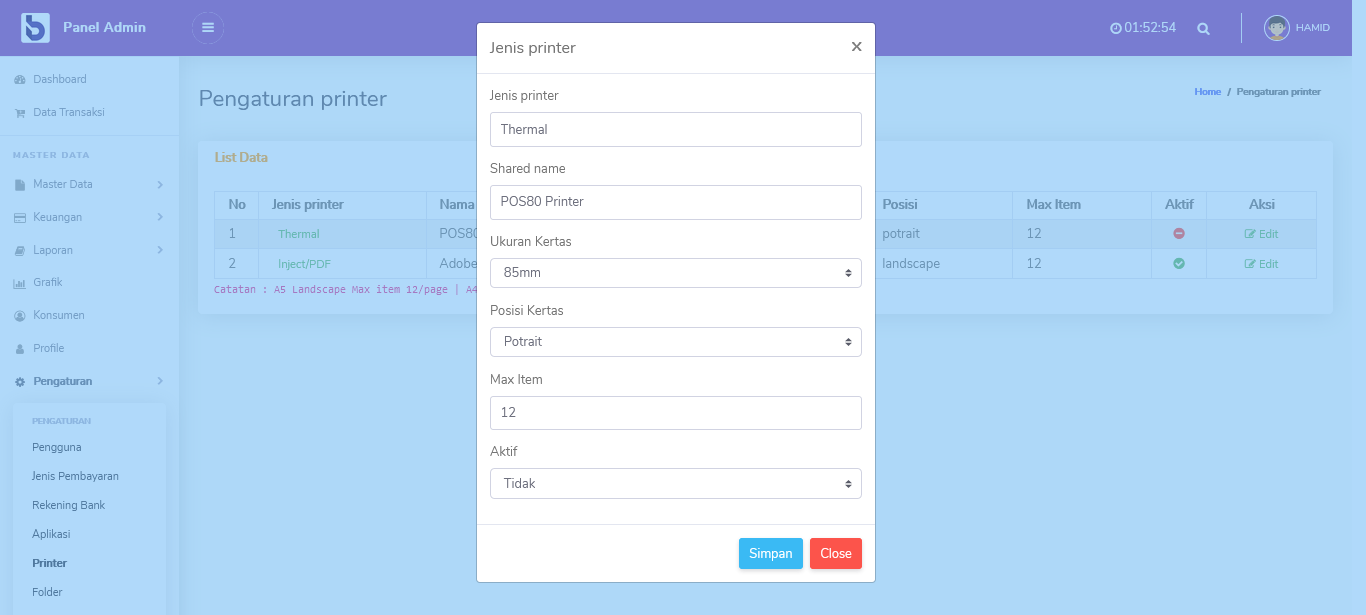 Panel Admin
01:52:54
HAMID
Dashboard
Data Transaksi
MASTER DATA
Master Data
Keuangan
Laporan
Grafik
Konsumen
Profile
Pengaturan
PENGATURAN
Pengguna
Jenis Pembayaran
Rekening Bank
Aplikasi
Printer
Folder
Pengaturan printer
Home / Pengaturan printer
List Data
No Jenis printer Nama Posisi Max Item Aktif Aksi
1 Thermal POS80 potrait 12 Edit
2 Inject/PDF Adobe landscape 12 Edit
Catatan : A5 Landscape Max item 12/page | A4
Jenis printer ×
Jenis printer
Thermal
Shared name
POS80 Printer
Ukuran Kertas
85mm
Posisi Kertas
Potrait
Max Item
12
Aktif
Tidak
Simpan Close